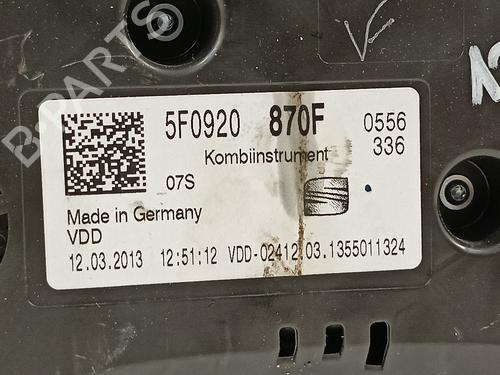 B-PARTS
5F0920 870F 0556
336
Kombiinstrument
07S
Made in Germany
VDD
12.03.2013 12:51:12 VDD-02412.03.1355011324